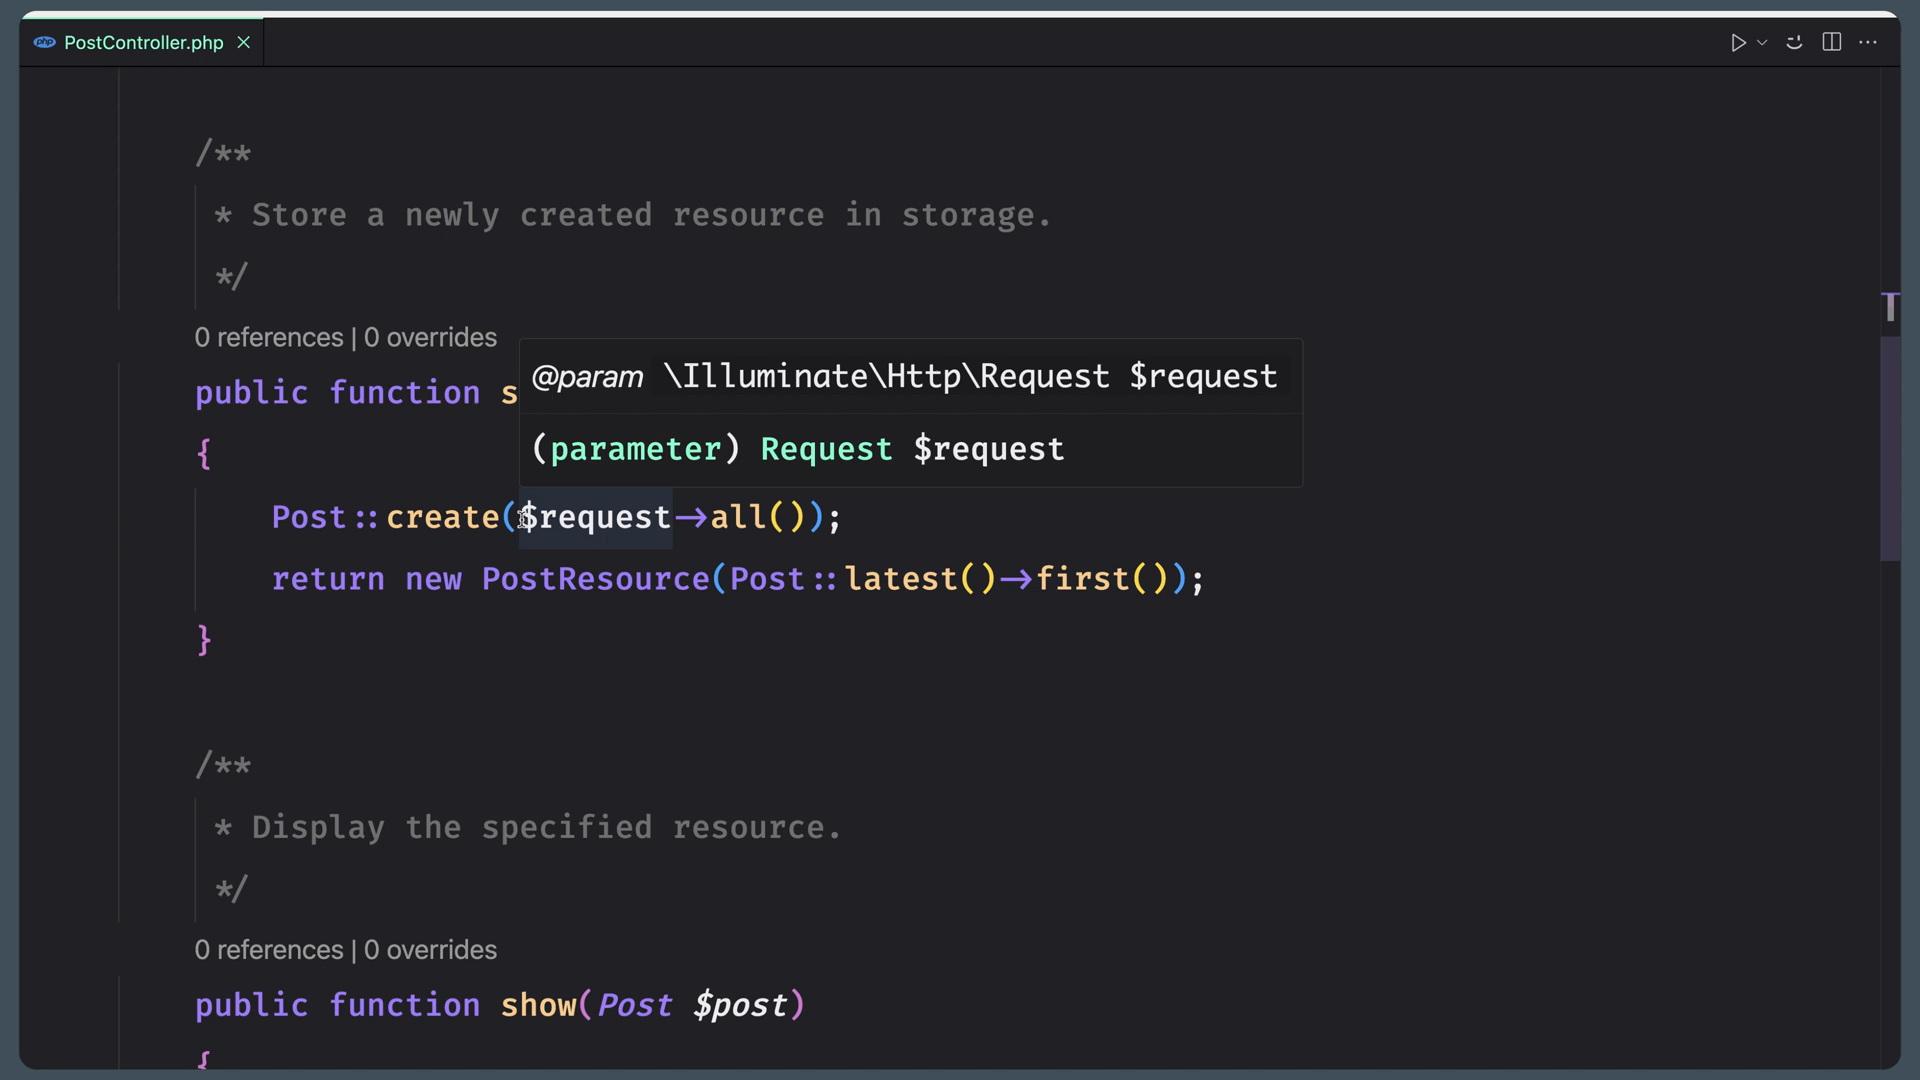 php PostController.php
/**
* Store a newly created resource in storage.
*/
0 references | 0 overrides
@param \Illuminate\Http\Request $request
public function s
(parameter) Request $request
{
Post::create($request->all());
return new PostResource(Post::latest()->first());
}
/**
* Display the specified resource.
*/
0 references | 0 overrides
public function show(Post $post)
{